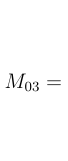 M₀₃ =